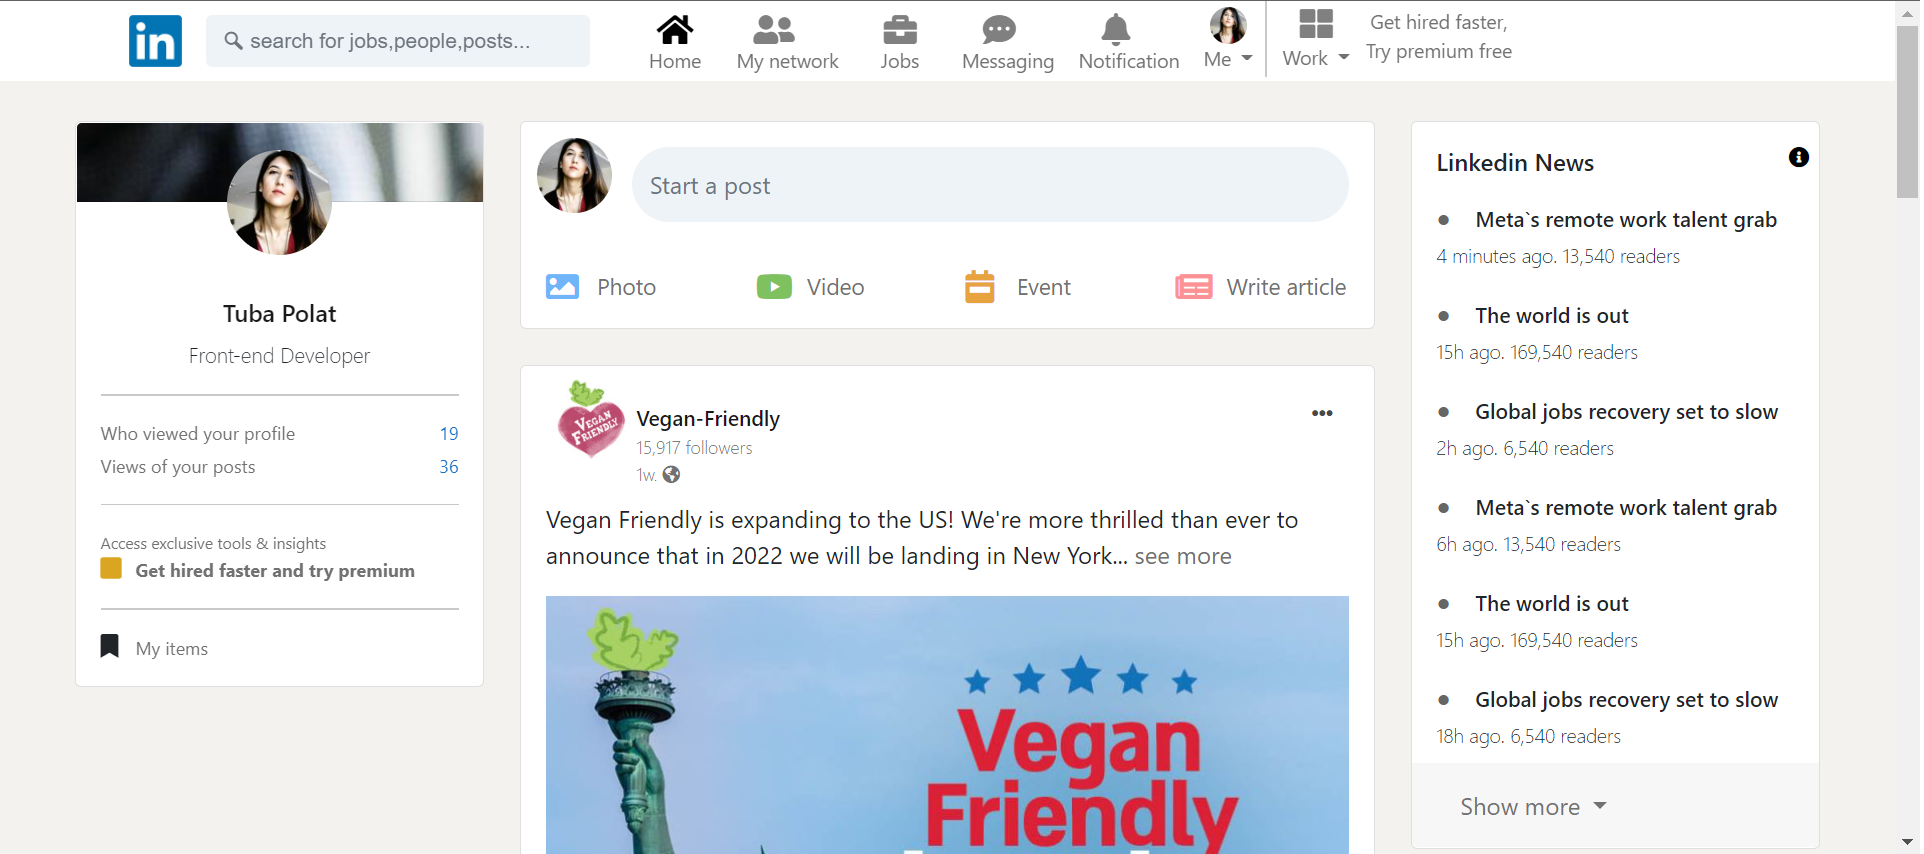 in
search for jobs,people,posts...
Home
My network
Jobs
Messaging
Notification
Me
Work
Get hired faster,
Try premium free
Tuba Polat
Front-end Developer
Who viewed your profile 19
Views of your posts 36
Access exclusive tools & insights
Get hired faster and try premium
My items
Start a post
Photo
Video
Event
Write article
VEGAN
FRIENDLY
Vegan-Friendly
15,917 followers
1w.
Vegan Friendly is expanding to the US! We're more thrilled than ever to
announce that in 2022 we will be landing in New York... see more
Vegan
Friendly
Linkedin News
Meta`s remote work talent grab
4 minutes ago. 13,540 readers
The world is out
15h ago. 169,540 readers
Global jobs recovery set to slow
2h ago. 6,540 readers
Meta`s remote work talent grab
6h ago. 13,540 readers
The world is out
15h ago. 169,540 readers
Global jobs recovery set to slow
18h ago. 6,540 readers
Show more